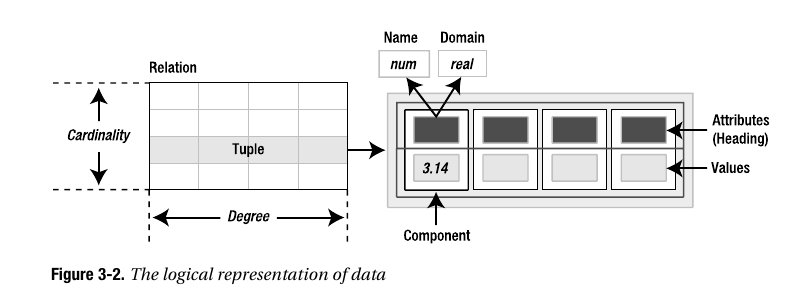 Name Domain
num real
Relation
Cardinality
Tuple
Attributes
(Heading)
3.14
Values
Degree
Component
Figure 3-2. The logical representation of data